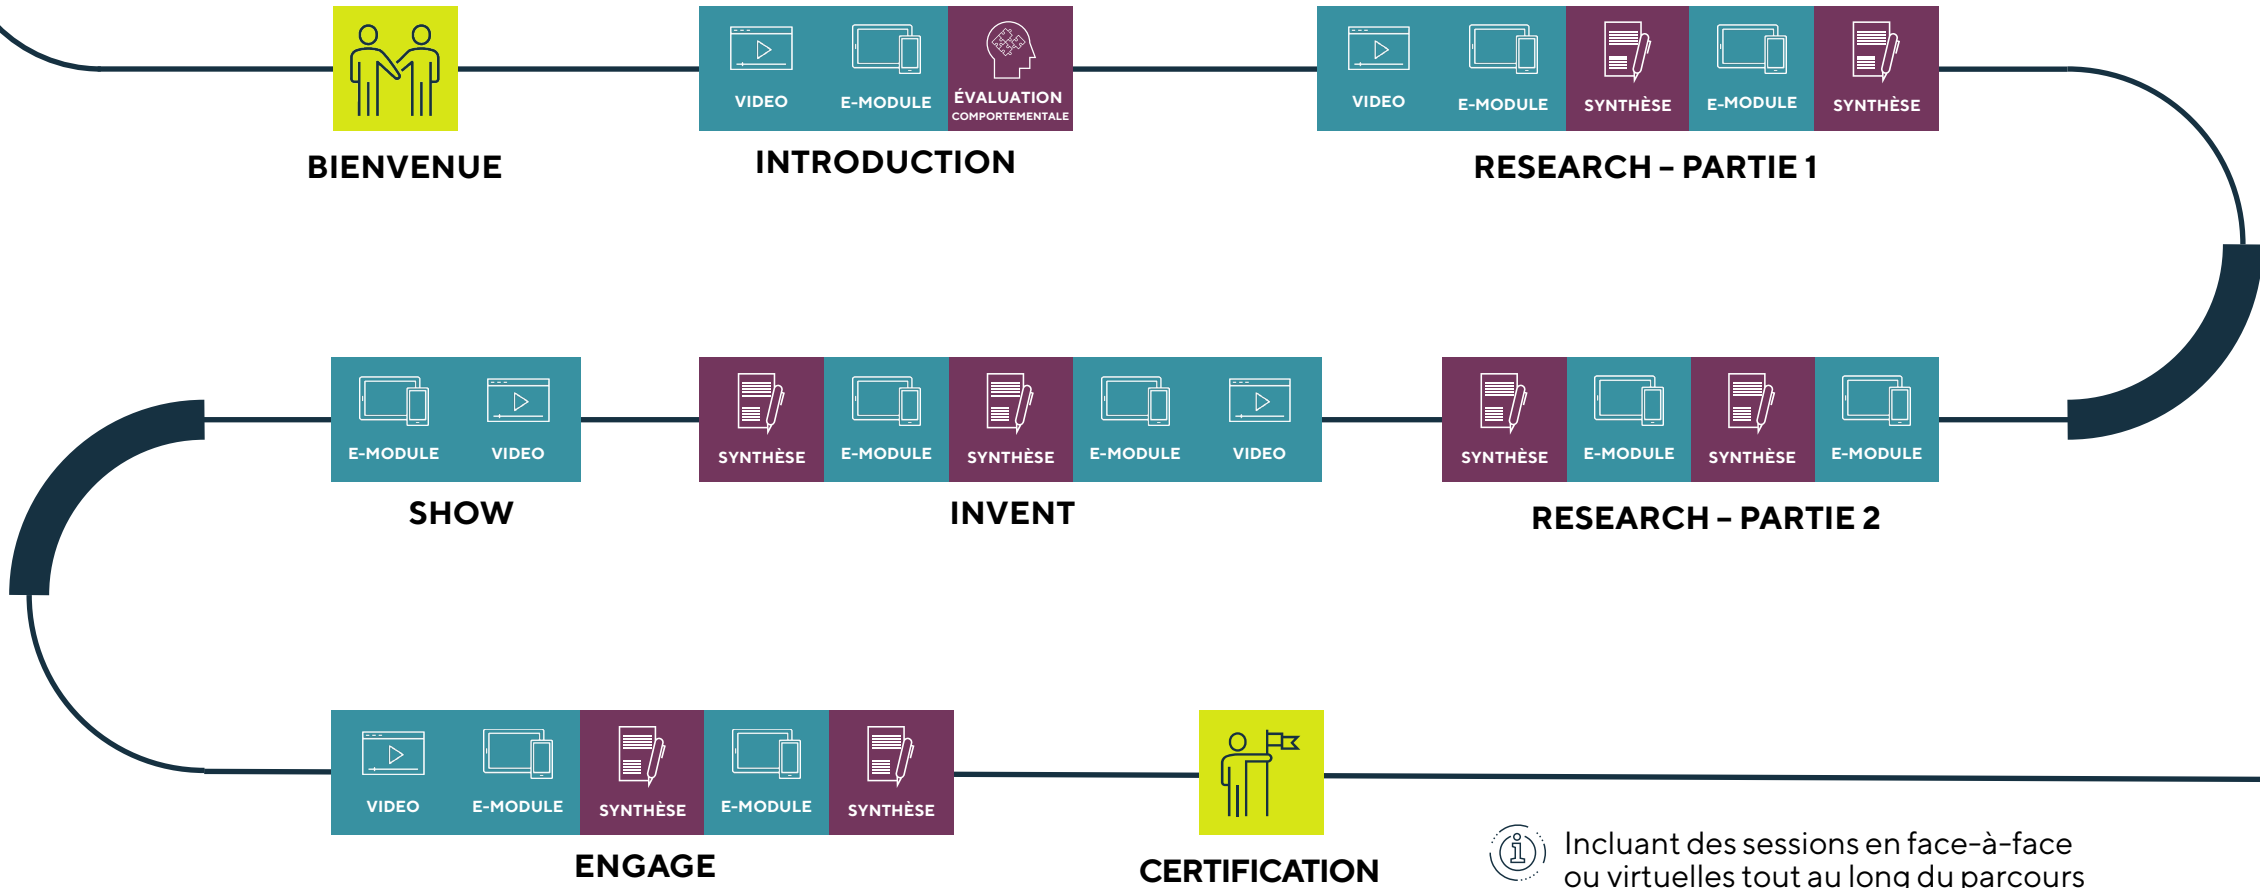 VIDEO
E-MODULE
ÉVALUATION
COMPORTEMENTALE
VIDEO
E-MODULE
SYNTHÈSE
E-MODULE
SYNTHÈSE
BIENVENUE
INTRODUCTION
RESEARCH – PARTIE 1
E-MODULE
VIDEO
SYNTHÈSE
E-MODULE
SYNTHÈSE
E-MODULE
VIDEO
SYNTHÈSE
E-MODULE
SYNTHÈSE
E-MODULE
SHOW
INVENT
RESEARCH – PARTIE 2
VIDEO
E-MODULE
SYNTHÈSE
E-MODULE
SYNTHÈSE
ENGAGE
CERTIFICATION
Incluant des sessions en face-à-face
ou virtuelles tout au long du parcours